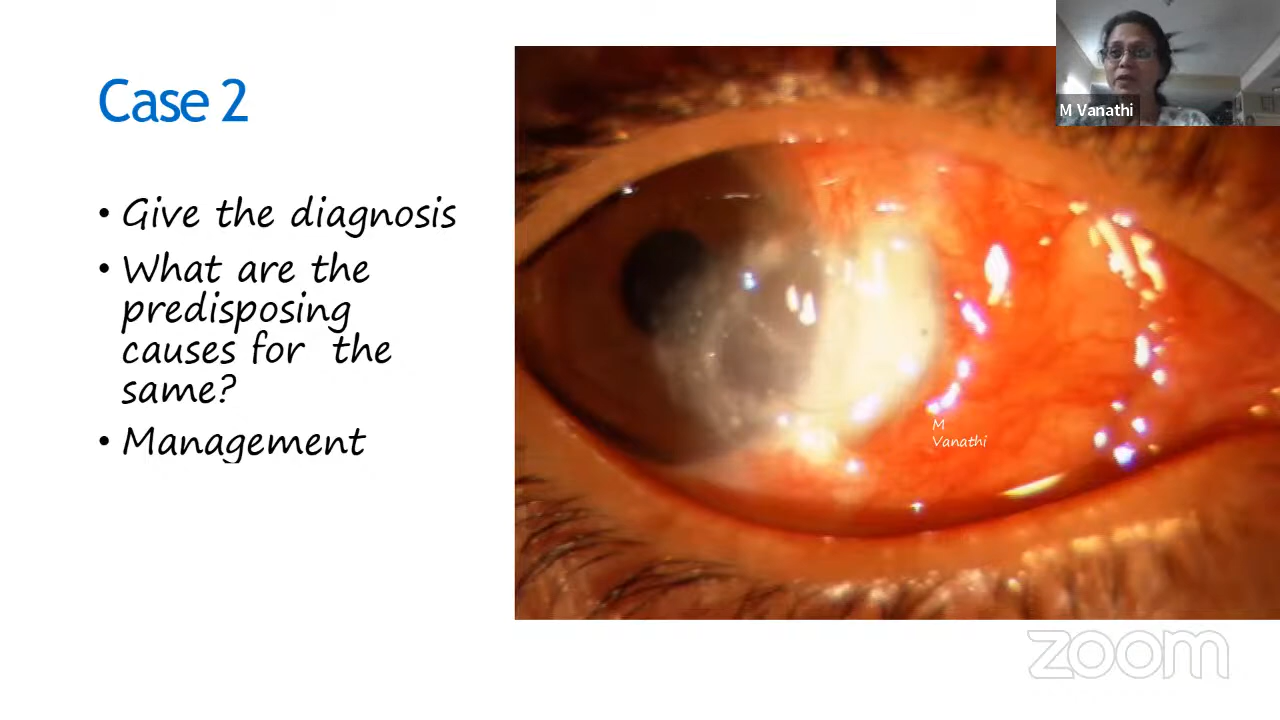 Case 2
• Give the diagnosis
• What are the
predisposing
causes for the
same?
• Management
M Vanathi
M
Vanathi
zoom